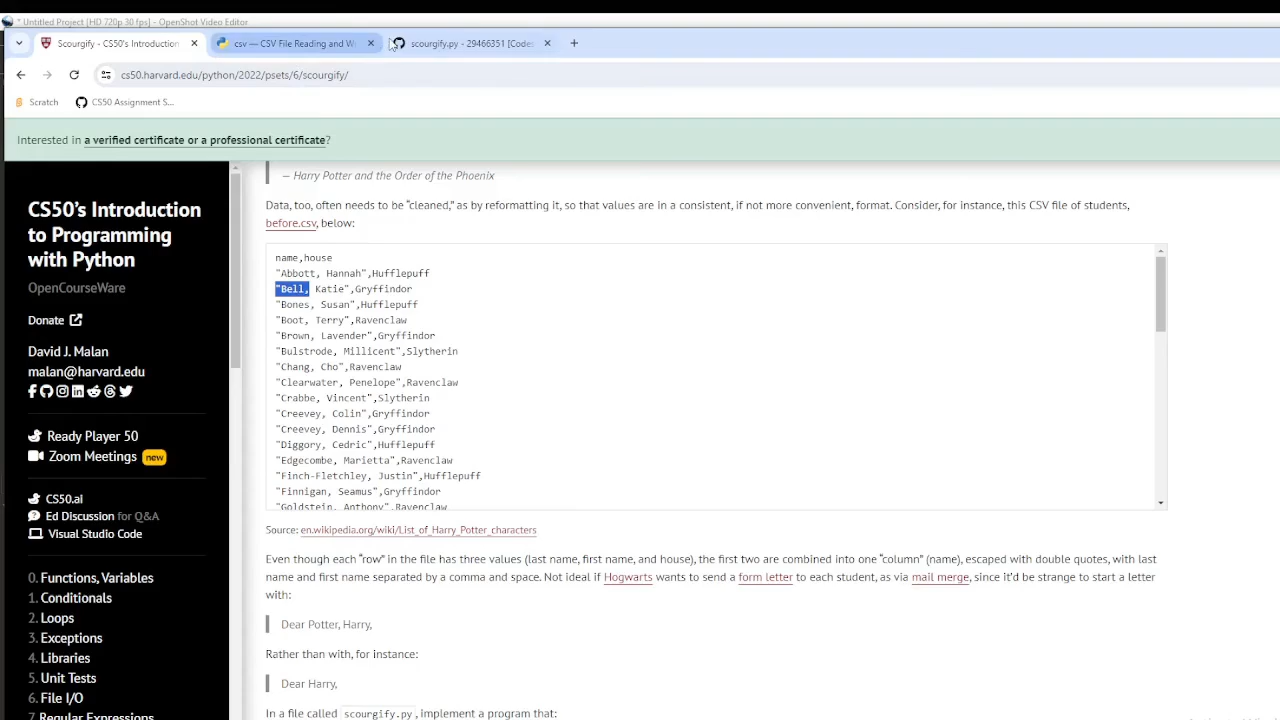 * Untitled Project [HD 720p 30 fps] - OpenShot Video Editor
Scourgify - CS50's Introduction
csv — CSV File Reading and Wr
scourgify.py - 29466351 [Codes
cs50.harvard.edu/python/2022/psets/6/scourgify/
Scratch
CS50 Assignment S...
Interested in a verified certificate or a professional certificate?
CS50's Introduction
to Programming
with Python
OpenCourseWare
Donate
David J. Malan
malan@harvard.edu
Ready Player 50
Zoom Meetings new
CS50.ai
Ed Discussion for Q&A
Visual Studio Code
0. Functions, Variables
1. Conditionals
2. Loops
3. Exceptions
4. Libraries
5. Unit Tests
6. File I/O
7. Regular Expressions
— Harry Potter and the Order of the Phoenix
Data, too, often needs to be “cleaned,” as by reformatting it, so that values are in a consistent, if not more convenient, format. Consider, for instance, this CSV file of students,
before.csv, below:
name,house
"Abbott, Hannah",Hufflepuff
"Bell, Katie",Gryffindor
"Bones, Susan",Hufflepuff
"Boot, Terry",Ravenclaw
"Brown, Lavender",Gryffindor
"Bulstrode, Millicent",Slytherin
"Chang, Cho",Ravenclaw
"Clearwater, Penelope",Ravenclaw
"Crabbe, Vincent",Slytherin
"Creevey, Colin",Gryffindor
"Creevey, Dennis",Gryffindor
"Diggory, Cedric",Hufflepuff
"Edgecombe, Marietta",Ravenclaw
"Finch-Fletchley, Justin",Hufflepuff
"Finnigan, Seamus",Gryffindor
"Goldstein, Anthony",Ravenclaw
Source: en.wikipedia.org/wiki/List_of_Harry_Potter_characters
Even though each “row” in the file has three values (last name, first name, and house), the first two are combined into one “column” (name), escaped with double quotes, with last
name and first name separated by a comma and space. Not ideal if Hogwarts wants to send a form letter to each student, as via mail merge, since it'd be strange to start a letter
with:
Dear Potter, Harry,
Rather than with, for instance:
Dear Harry,
In a file called scourgify.py, implement a program that: